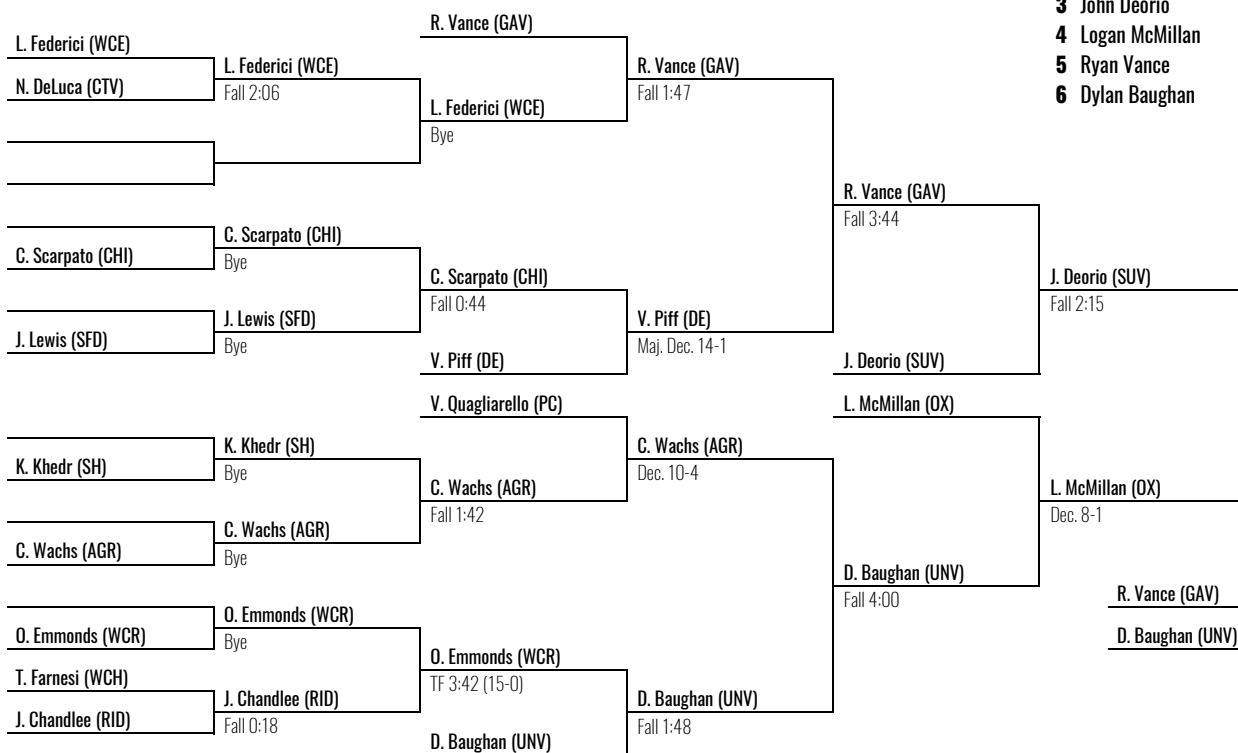 3 John Deorio
4 Logan McMillan
5 Ryan Vance
6 Dylan Baughan
L. Federici (WCE)
N. DeLuca (CTV)
C. Scarpato (CHI)
J. Lewis (SFD)
K. Khedr (SH)
C. Wachs (AGR)
O. Emmonds (WCR)
T. Farnesi (WCH)
J. Chandlee (RID)
L. Federici (WCE)
Fall 2:06
C. Scarpato (CHI)
Bye
J. Lewis (SFD)
Bye
K. Khedr (SH)
Bye
C. Wachs (AGR)
Bye
O. Emmonds (WCR)
Bye
J. Chandlee (RID)
Fall 0:18
R. Vance (GAV)
L. Federici (WCE)
Bye
C. Scarpato (CHI)
Fall 0:44
V. Piff (DE)
V. Quagliarello (PC)
C. Wachs (AGR)
Fall 1:42
O. Emmonds (WCR)
TF 3:42 (15-0)
D. Baughan (UNV)
R. Vance (GAV)
Fall 1:47
V. Piff (DE)
Maj. Dec. 14-1
C. Wachs (AGR)
Dec. 10-4
D. Baughan (UNV)
Fall 1:48
R. Vance (GAV)
Fall 3:44
J. Deorio (SUV)
L. McMillan (OX)
D. Baughan (UNV)
Fall 4:00
J. Deorio (SUV)
Fall 2:15
L. McMillan (OX)
Dec. 8-1
R. Vance (GAV)
D. Baughan (UNV)